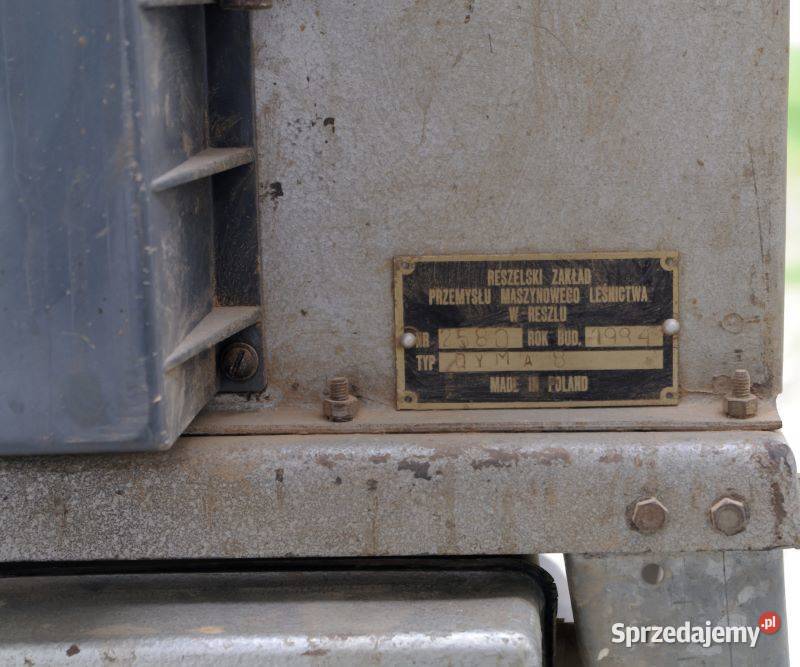 RESZELSKI ZAKŁAD
PRZEMYSŁU MASZYNOWEGO LEŚNICTWA
W RESZLU
NR 2580 ROK BUD. 1994
TYP DYMA 8
MADE IN POLAND
Sprzedajemy.pl